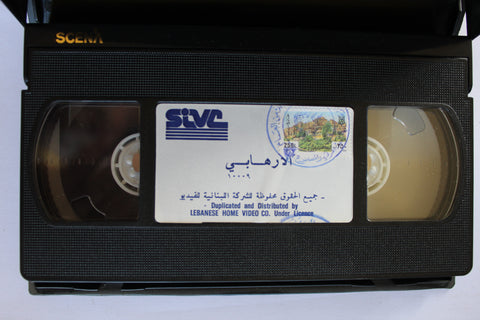 SCENA
SIVC
الارهابي
١٠٠٠٩
- جميع الحقوق محفوظة للشركة اللبنانية للفيديو
- Duplicated and Distributed by
LEBANESE HOME VIDEO CO. Under Licence